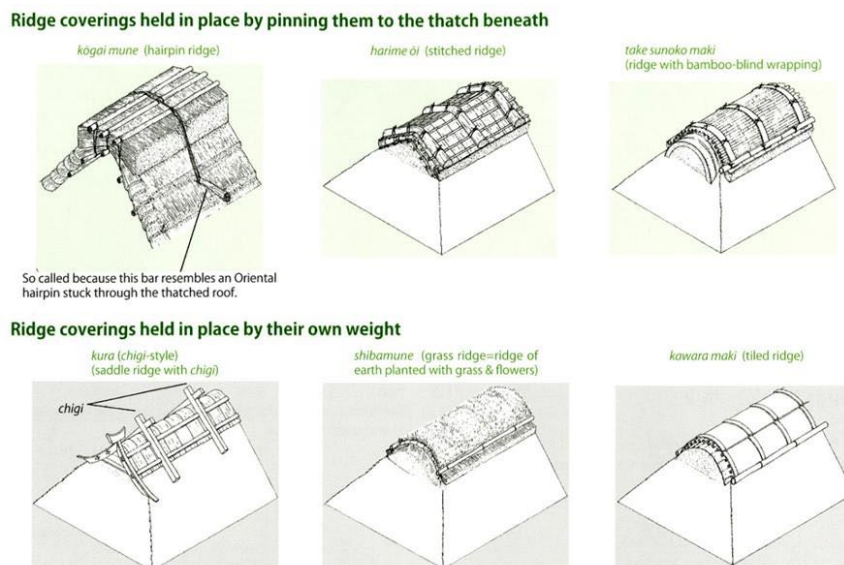 Ridge coverings held in place by pinning them to the thatch beneath
kōgai mune (hairpin ridge)
harime ōi (stitched ridge)
take sunoko maki
(ridge with bamboo-blind wrapping)
So called because this bar resembles an Oriental
hairpin stuck through the thatched roof.
Ridge coverings held in place by their own weight
kura (chigi-style)
(saddle ridge with chigi)
chigi
shibamune (grass ridge=ridge of
earth planted with grass & flowers)
kawara maki (tiled ridge)